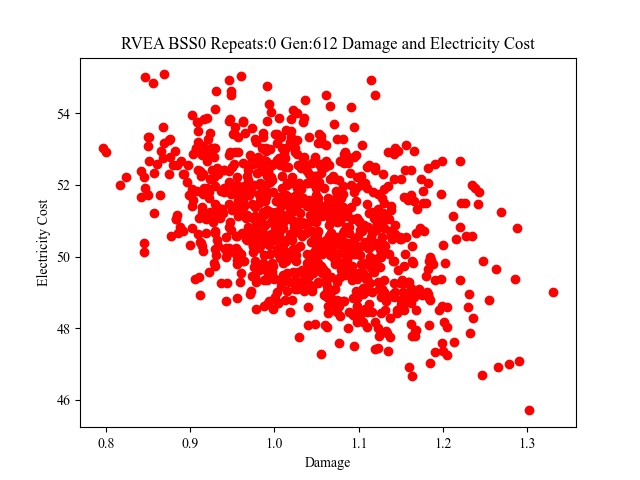 RVEA BSS0 Repeats:0 Gen:612 Damage and Electricity Cost
54
52
50
48
46
Electricity Cost
0.8 0.9 1.0 1.1 1.2 1.3
Damage